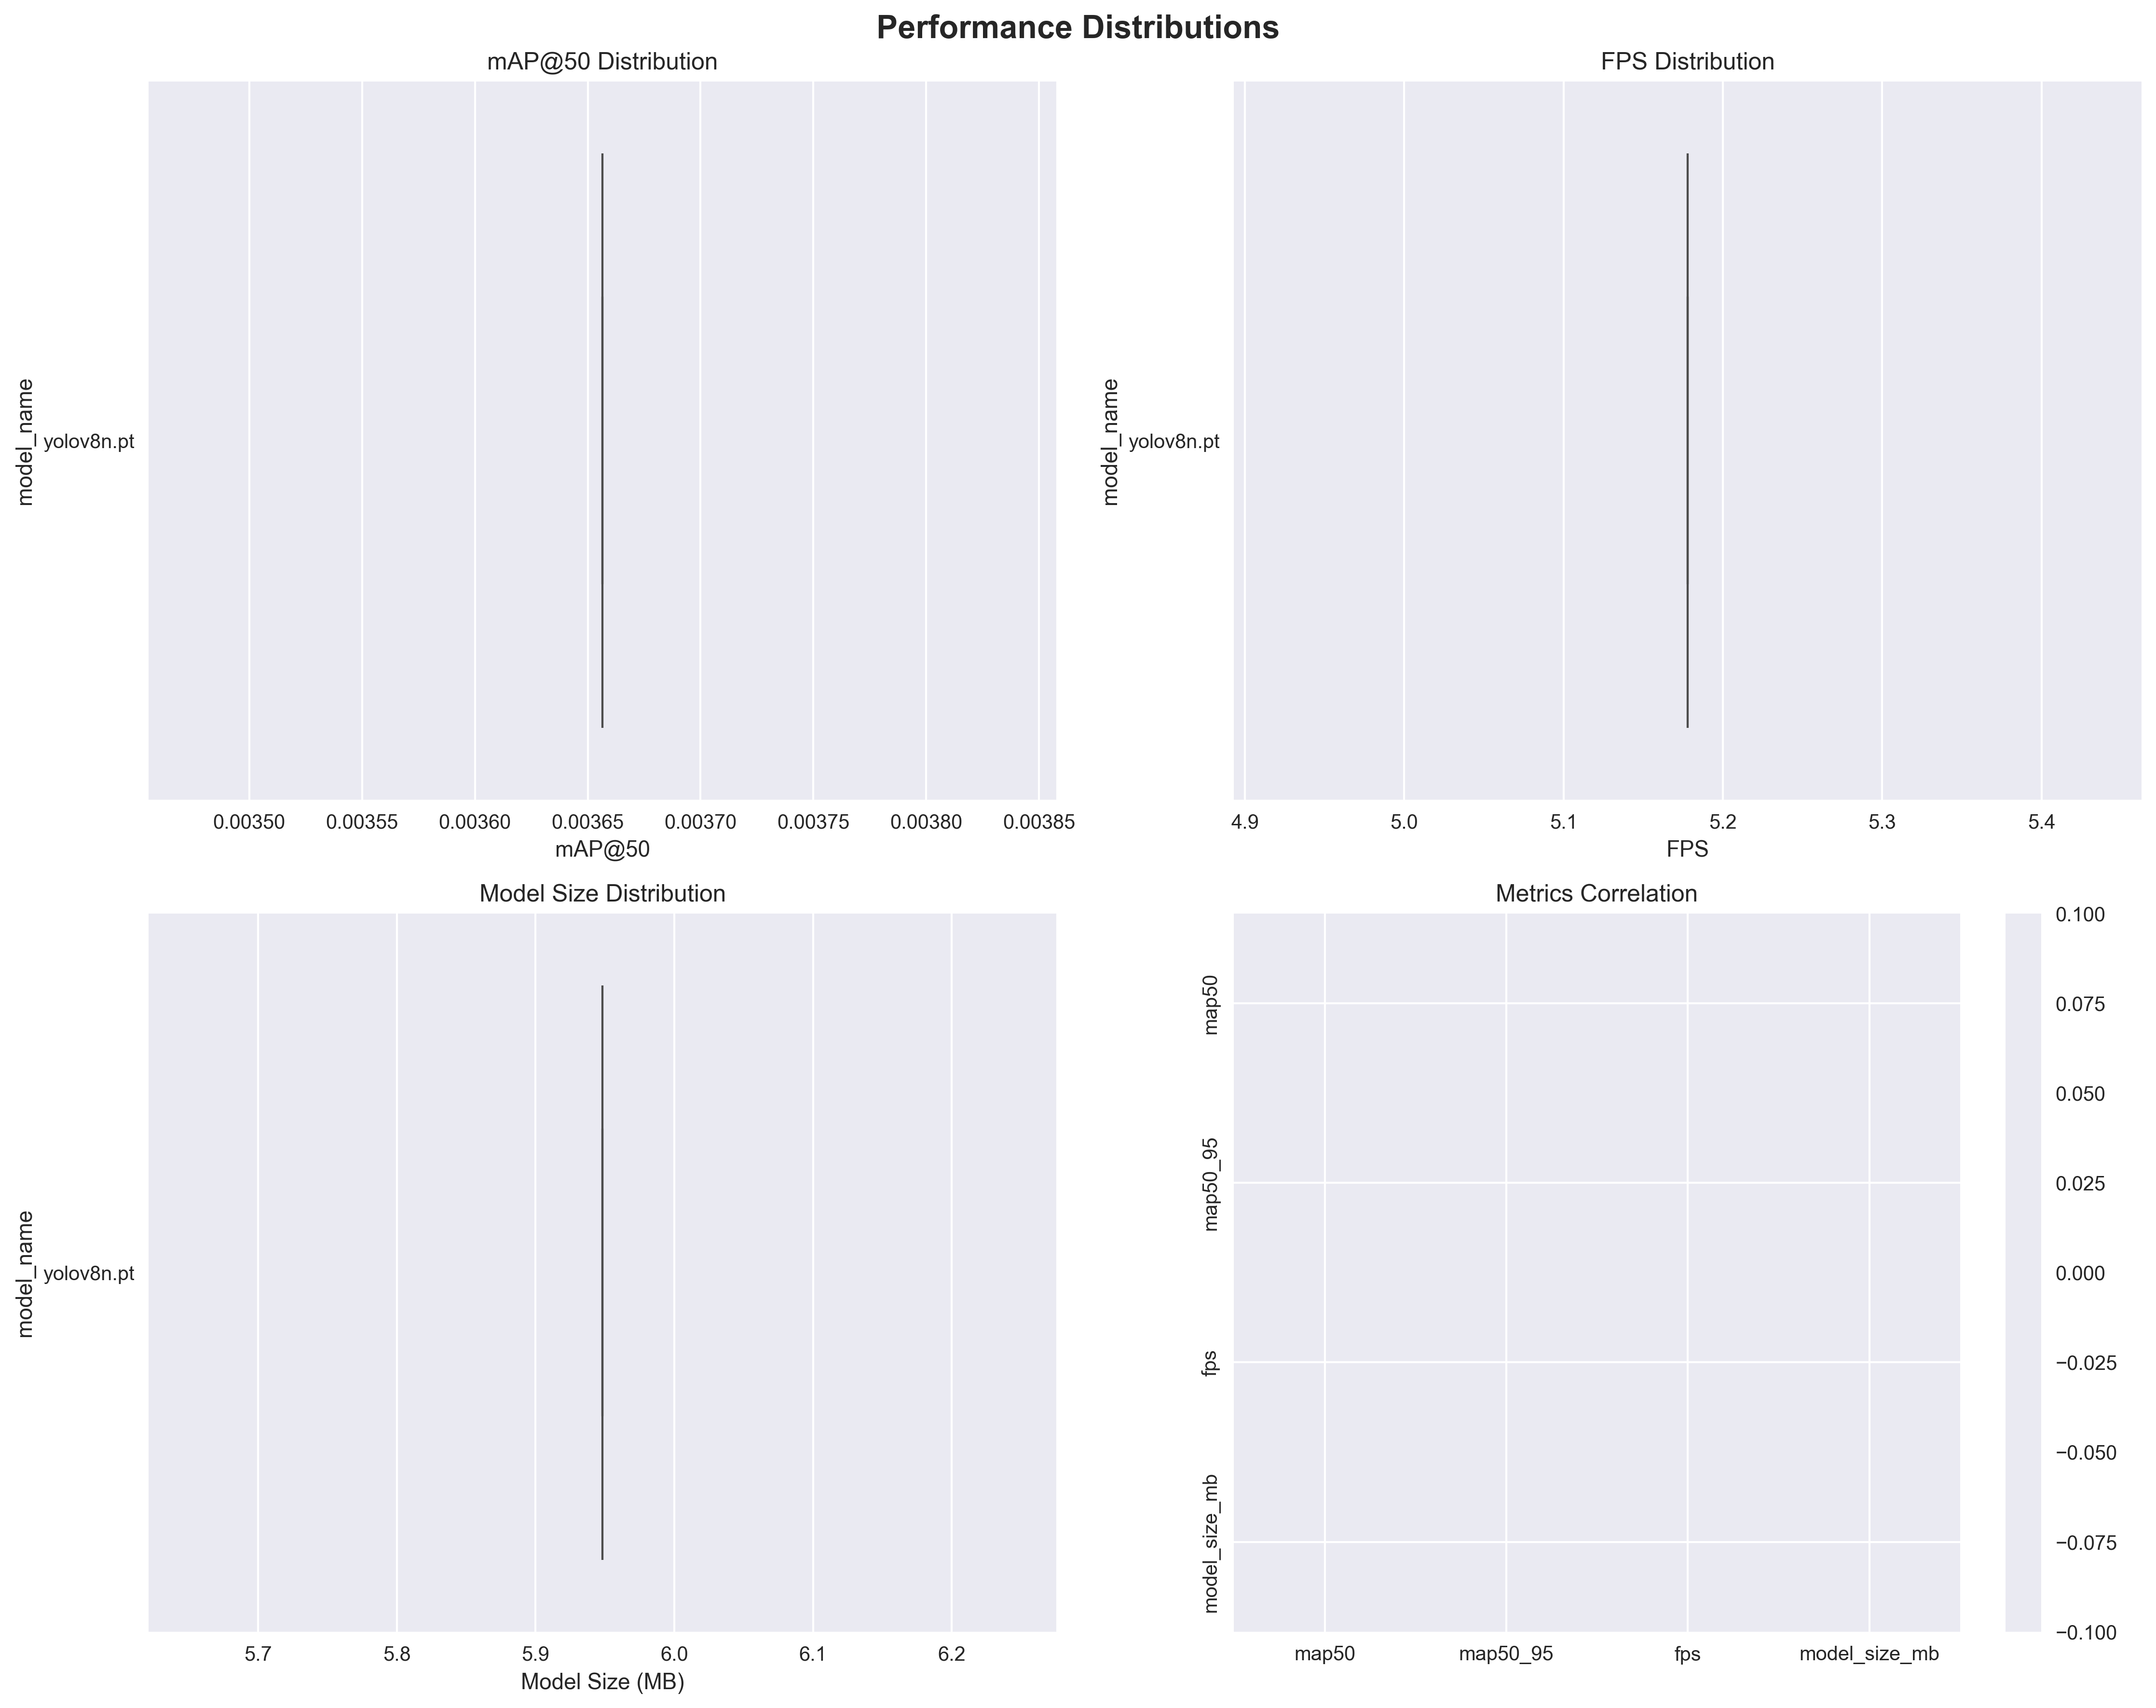 Performance Distributions
mAP@50 Distribution
model_name
yolov8n.pt
0.00350 0.00355 0.00360 0.00365 0.00370 0.00375 0.00380 0.00385
mAP@50
FPS Distribution
model_name
yolov8n.pt
4.9 5.0 5.1 5.2 5.3 5.4
FPS
Model Size Distribution
model_name
yolov8n.pt
5.7 5.8 5.9 6.0 6.1 6.2
Model Size (MB)
Metrics Correlation
map50
map50_95
fps
model_size_mb
map50 map50_95 fps model_size_mb
0.100
0.075
0.050
0.025
0.000
−0.025
−0.050
−0.075
−0.100